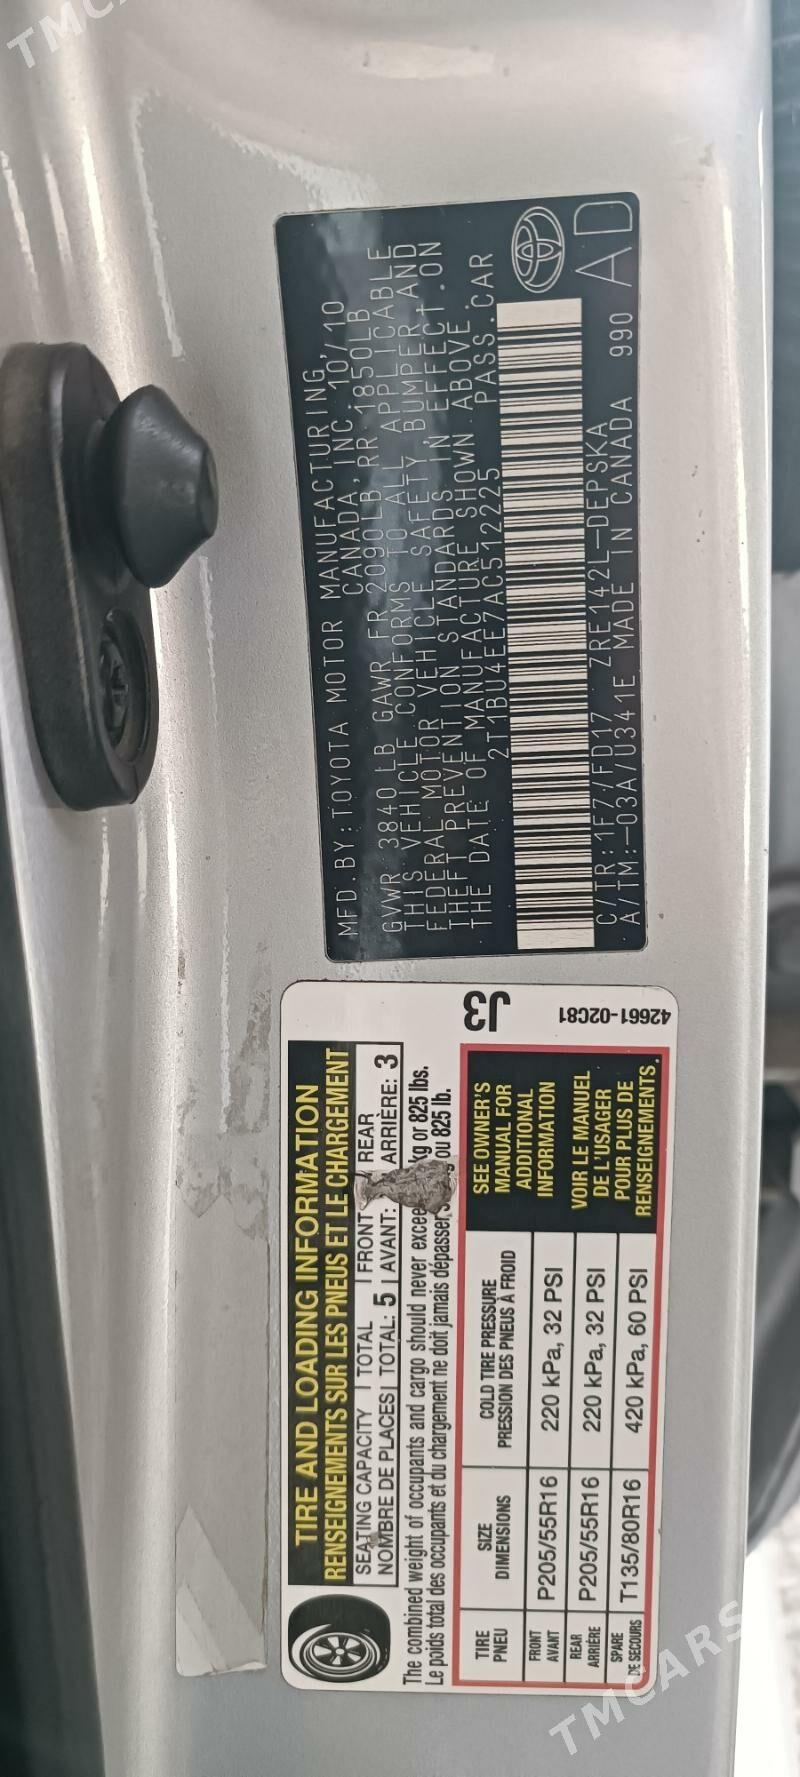 TMCARS
MFD.BY:TOYOTA MOTOR MANUFACTURING,
CANADA,INC. 10/10
GVWR 3840LB GAWR FR 2090LB RR 1850LB
THIS VEHICLE CONFORMS TO ALL APPLICABLE
FEDERAL MOTOR VEHICLE SAFETY,BUMPER,AND
THEFT PREVENTION STANDARDS IN EFFECT ON
THE DATE OF MANUFACTURE SHOWN ABOVE.
2T1BU4EE7AC512225 PASS.CAR
C/TR:1F7/FD17 ZRE142L-DEPSKA
A/TM:-03A/U341E MADE IN CANADA 990 AD
TIRE AND LOADING INFORMATION
RENSEIGNEMENTS SUR LES PNEUS ET LE CHARGEMENT
J3
42661-02C81
SEATING CAPACITY TOTAL FRONT REAR
NOMBRE DE PLACES TOTAL: 5 AVANT: ARRIÈRE: 3
The combined weight of occupants and cargo should never exceed kg or 825 lbs.
Le poids total des occupants et du chargement ne doit jamais dépasser ou 825 lb.
TIRE SIZE COLD TIRE PRESSURE
PNEU DIMENSIONS PRESSION DES PNEUS À FROID
FRONT
AVANT P205/55R16 220 kPa, 32 PSI
REAR
ARRIÈRE P205/55R16 220 kPa, 32 PSI
SPARE
DE SECOURS T135/80R16 420 kPa, 60 PSI
SEE OWNER'S
MANUAL FOR
ADDITIONAL
INFORMATION
VOIR LE MANUEL
DE L'USAGER
POUR PLUS DE
RENSEIGNEMENTS.
TMCARS